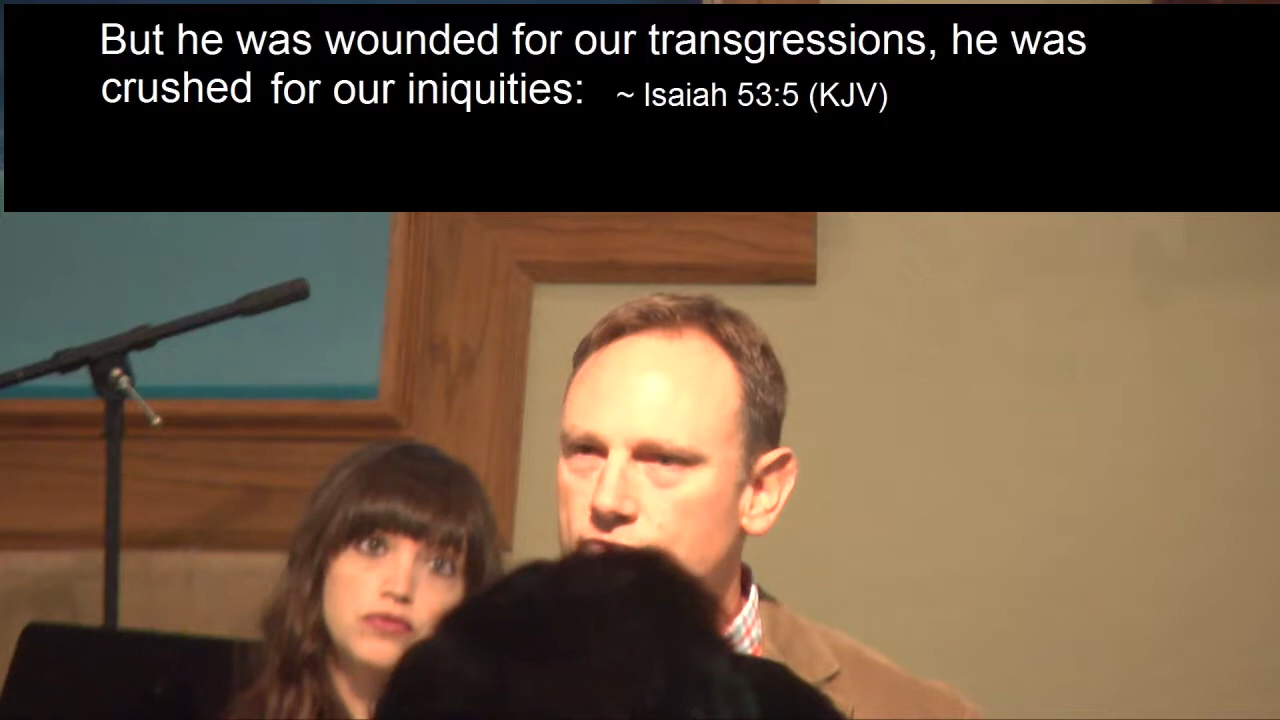 But he was wounded for our transgressions, he was
crushed for our iniquities: ~ Isaiah 53:5 (KJV)